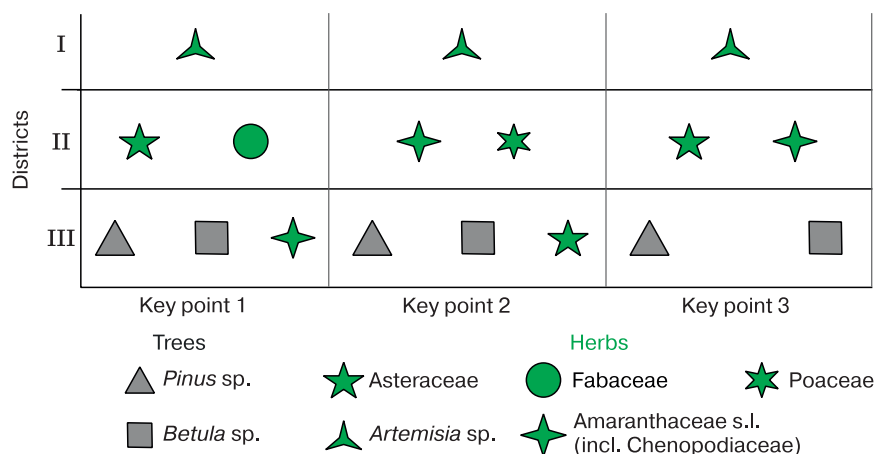 Districts
I
II
III
Key point 1 Key point 2 Key point 3
Trees Herbs
Pinus sp. Asteraceae Fabaceae Poaceae
Betula sp. Artemisia sp. Amaranthaceae s.l.
(incl. Chenopodiaceae)